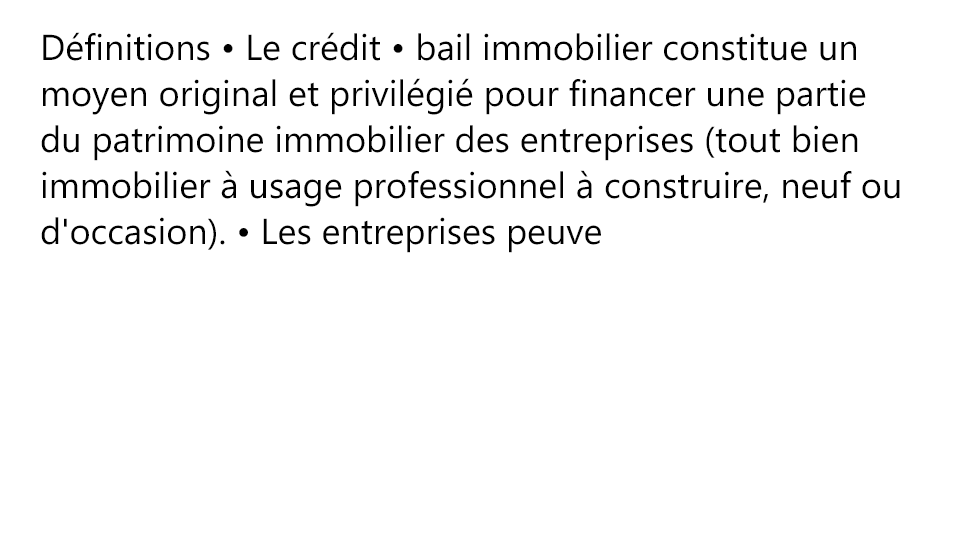 Définitions • Le crédit • bail immobilier constitue un
moyen original et privilégié pour financer une partie
du patrimoine immobilier des entreprises (tout bien
immobilier à usage professionnel à construire, neuf ou
d'occasion). • Les entreprises peuve